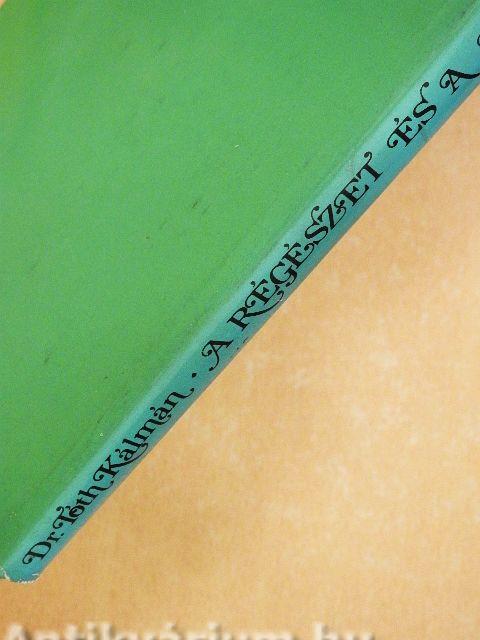 Dr. Tóth Kálmán · A RÉGÉSZET ÉS A
Antikvárium.hu